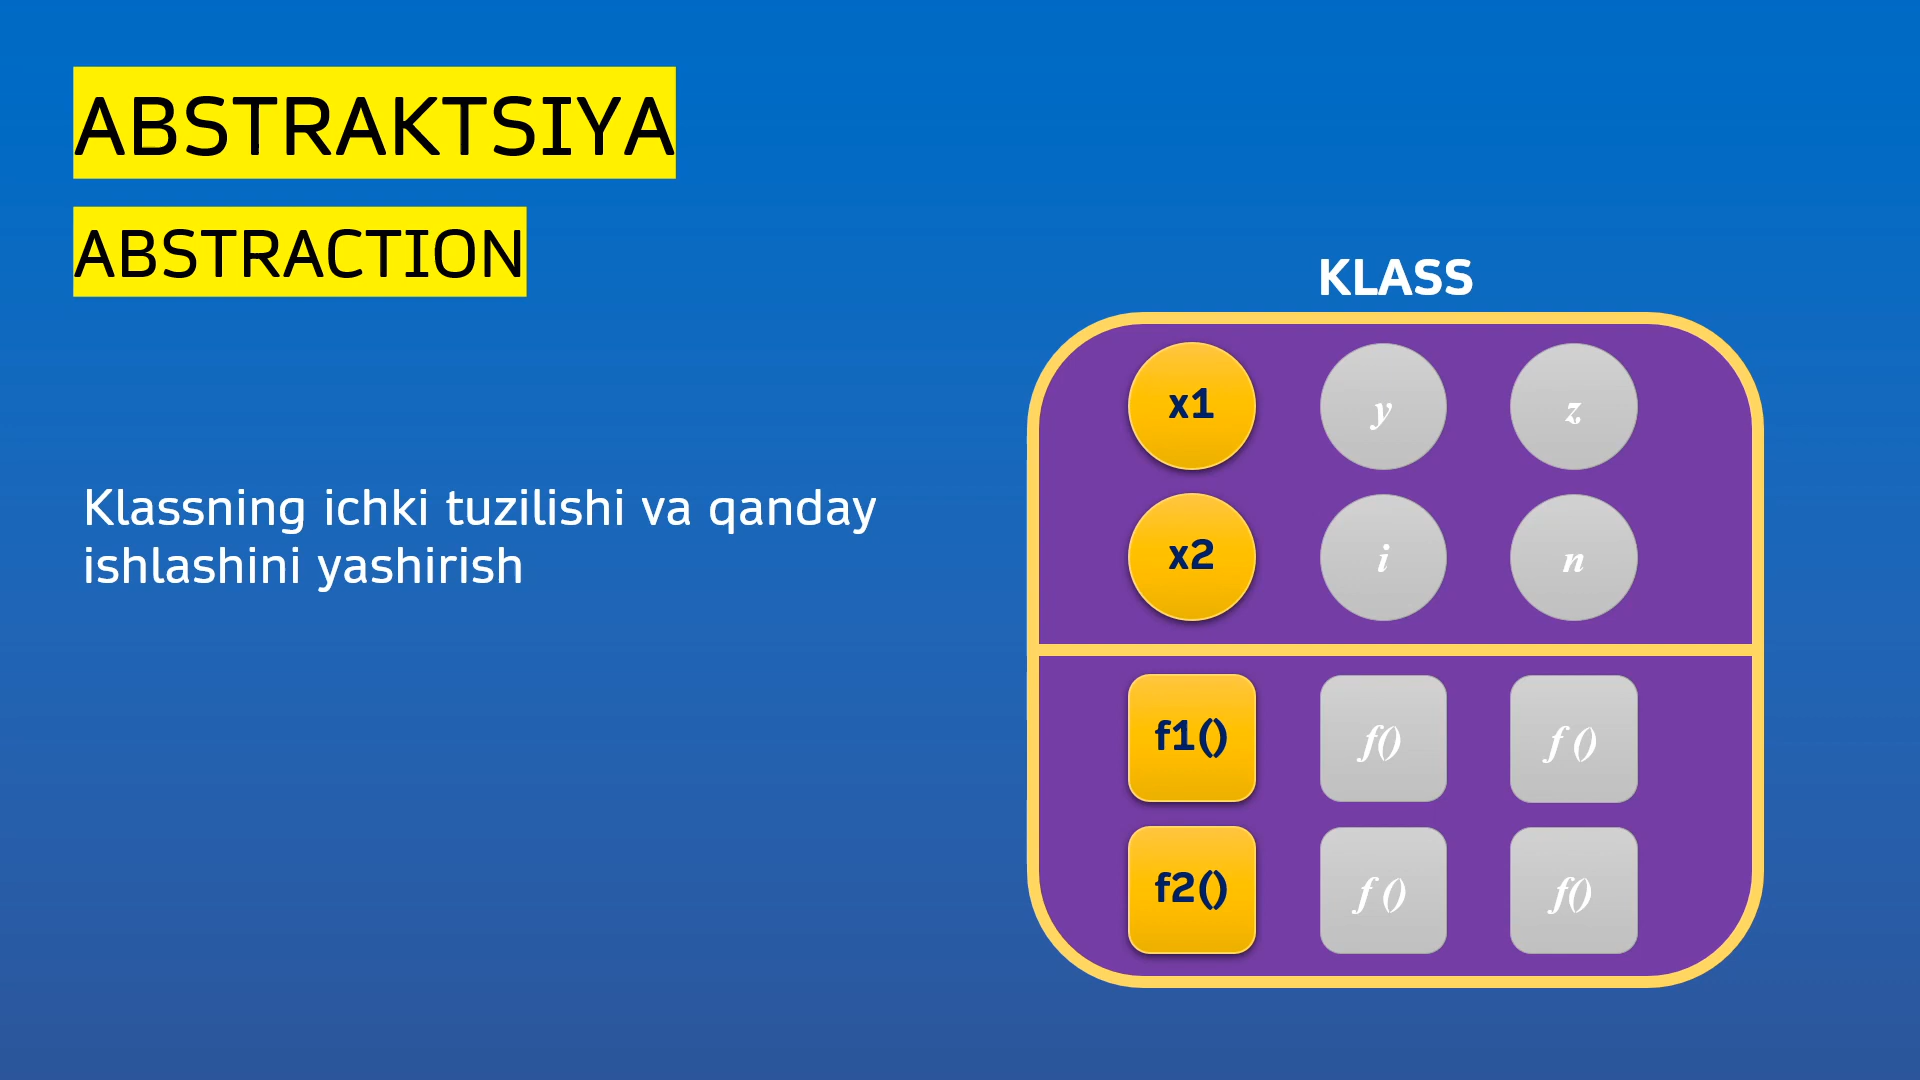 ABSTRAKTSIYA
ABSTRACTION
Klassning ichki tuzilishi va qanday
ishlashini yashirish
KLASS
x1 y z
x2 i n
f1() f() f ()
f2() f () f()